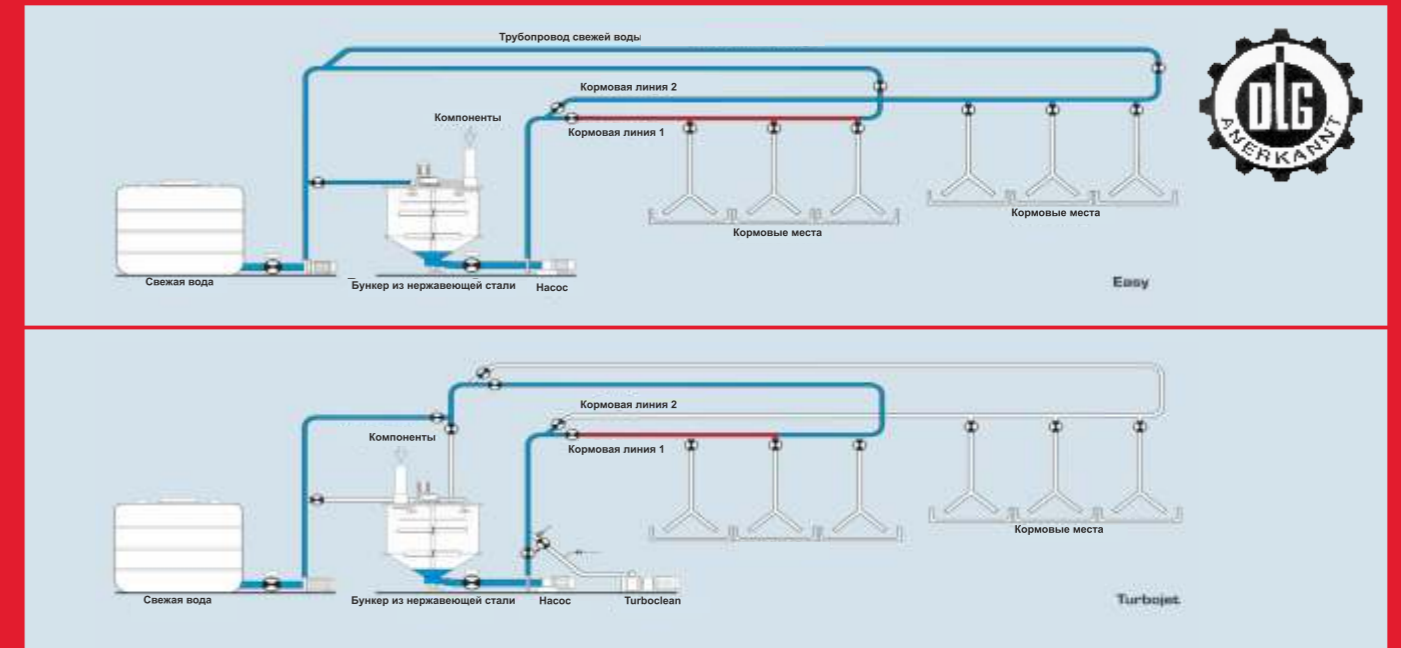 Трубопровод свежей воды
Кормовая линия 2
Компоненты
Кормовая линия 1
Кормовые места
Кормовые места
Свежая вода
Бункер из нержавеющей стали
Насос
Easy
DLG
ANERKANNT
Кормовая линия 2
Компоненты
Кормовая линия 1
Кормовые места
Свежая вода
Бункер из нержавеющей стали
Насос
Turboclean
Turbojet